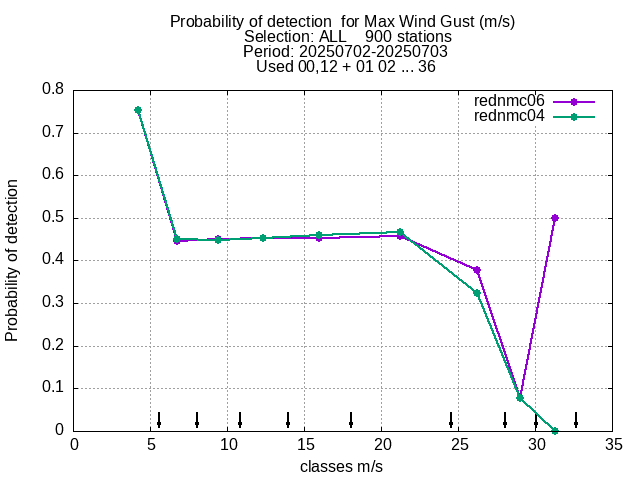 Probability of detection  for Max Wind Gust (m/s)
Selection: ALL    900 stations
Period: 20250702-20250703
Used 00,12 + 01 02 ... 36
rednmc06
rednmc04
Probability of detection
0.8
0.7
0.6
0.5
0.4
0.3
0.2
0.1
0
0 5 10 15 20 25 30 35
classes m/s